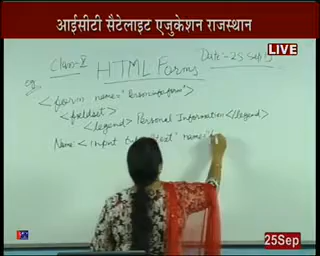 आईसीटी सैटेलाइट एजुकेशन राजस्थान
LIVE
Class-X Date:-25 Sep
HTML Forms
eg.
<form name="Personinfoform">
<fieldset>
<legend> Personal Information </legend>
Name: <input type="text" name="
25Sep